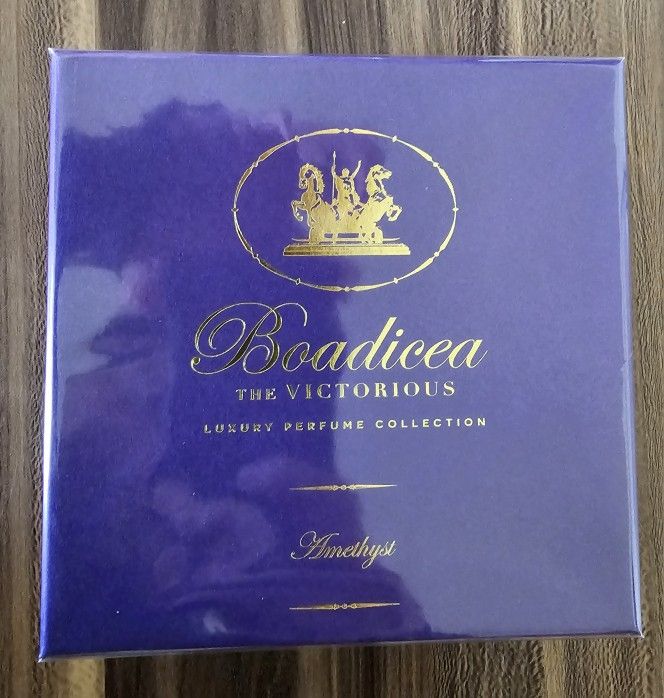 Boadicea
THE VICTORIOUS
LUXURY PERFUME COLLECTION
Amethyst